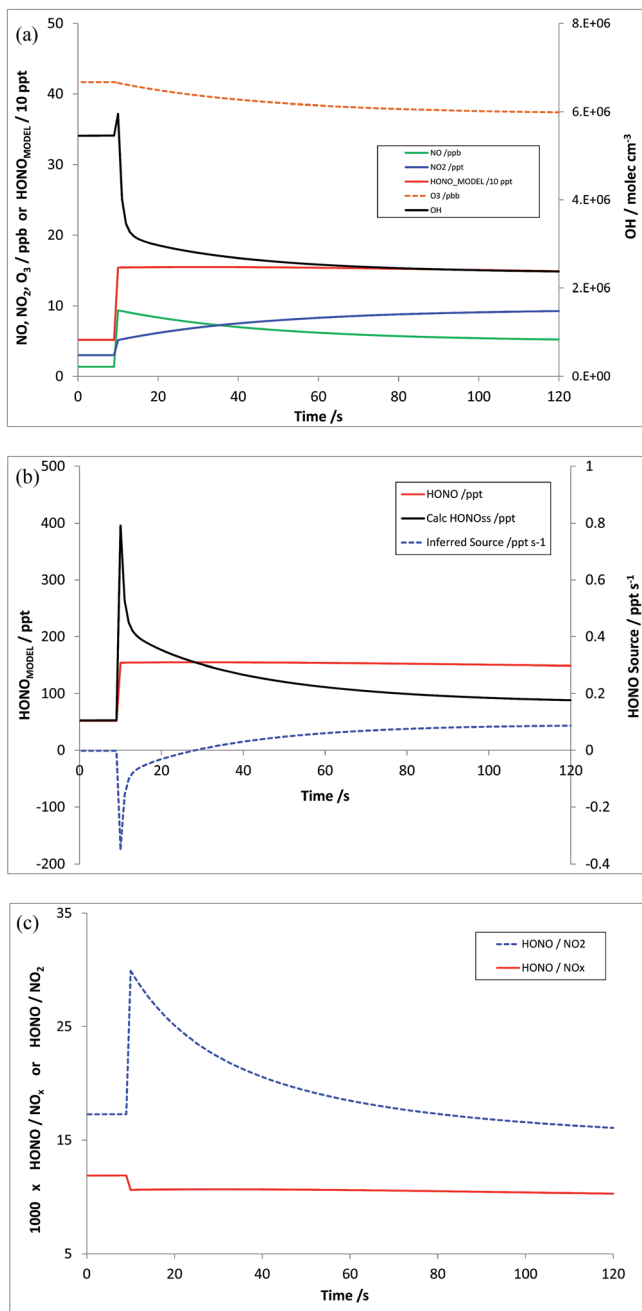 (a)
NO, NO2, O3 / ppb or HONOMODEL / 10 ppt
50
40
30
20
10
0
8.E+06
6.E+06
4.E+06
2.E+06
0.E+00
OH / molec cm-3
NO /ppb
NO2 /ppt
HONO_MODEL /10 ppt
O3 /pbb
OH
0 20 40 60 80 100 120
Time /s
(b)
HONOMODEL / ppt
500
400
300
200
100
0
-100
-200
1
0.8
0.6
0.4
0.2
0
-0.2
-0.4
HONO Source / ppt s-1
HONO /ppt
Calc HONOss /ppt
Inferred Source /ppt s-1
0 20 40 60 80 100 120
Time /s
(c)
1000 x HONO / NOx or HONO / NO2
35
25
15
5
HONO / NO2
HONO / NOx
0 20 40 60 80 100 120
Time /s